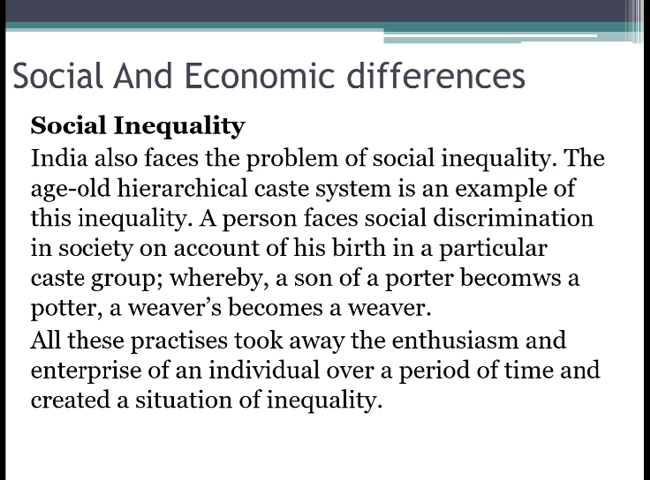 Social And Economic differences
Social Inequality
India also faces the problem of social inequality. The
age-old hierarchical caste system is an example of
this inequality. A person faces social discrimination
in society on account of his birth in a particular
caste group; whereby, a son of a porter becomws a
potter, a weaver’s becomes a weaver.
All these practises took away the enthusiasm and
enterprise of an individual over a period of time and
created a situation of inequality.